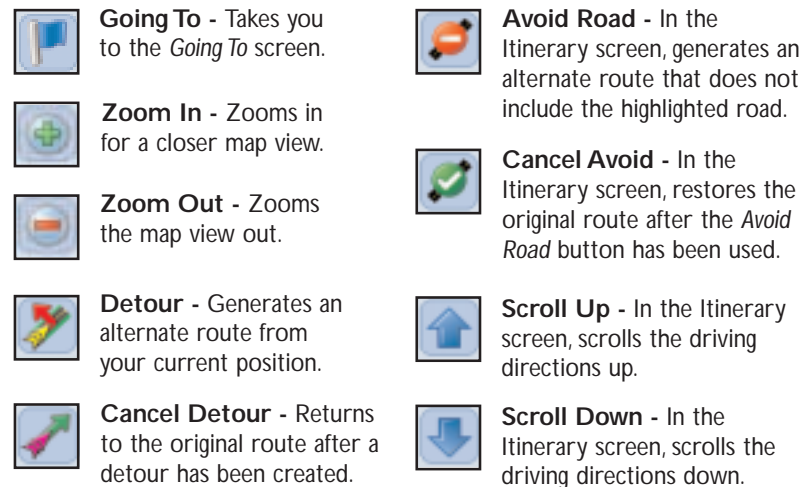 Going To - Takes you
to the Going To screen.
Zoom In - Zooms in
for a closer map view.
Zoom Out - Zooms
the map view out.
Detour - Generates an
alternate route from
your current position.
Cancel Detour - Returns
to the original route after a
detour has been created.
Avoid Road - In the
Itinerary screen, generates an
alternate route that does not
include the highlighted road.
Cancel Avoid - In the
Itinerary screen, restores the
original route after the Avoid
Road button has been used.
Scroll Up - In the Itinerary
screen, scrolls the driving
directions up.
Scroll Down - In the
Itinerary screen, scrolls the
driving directions down.